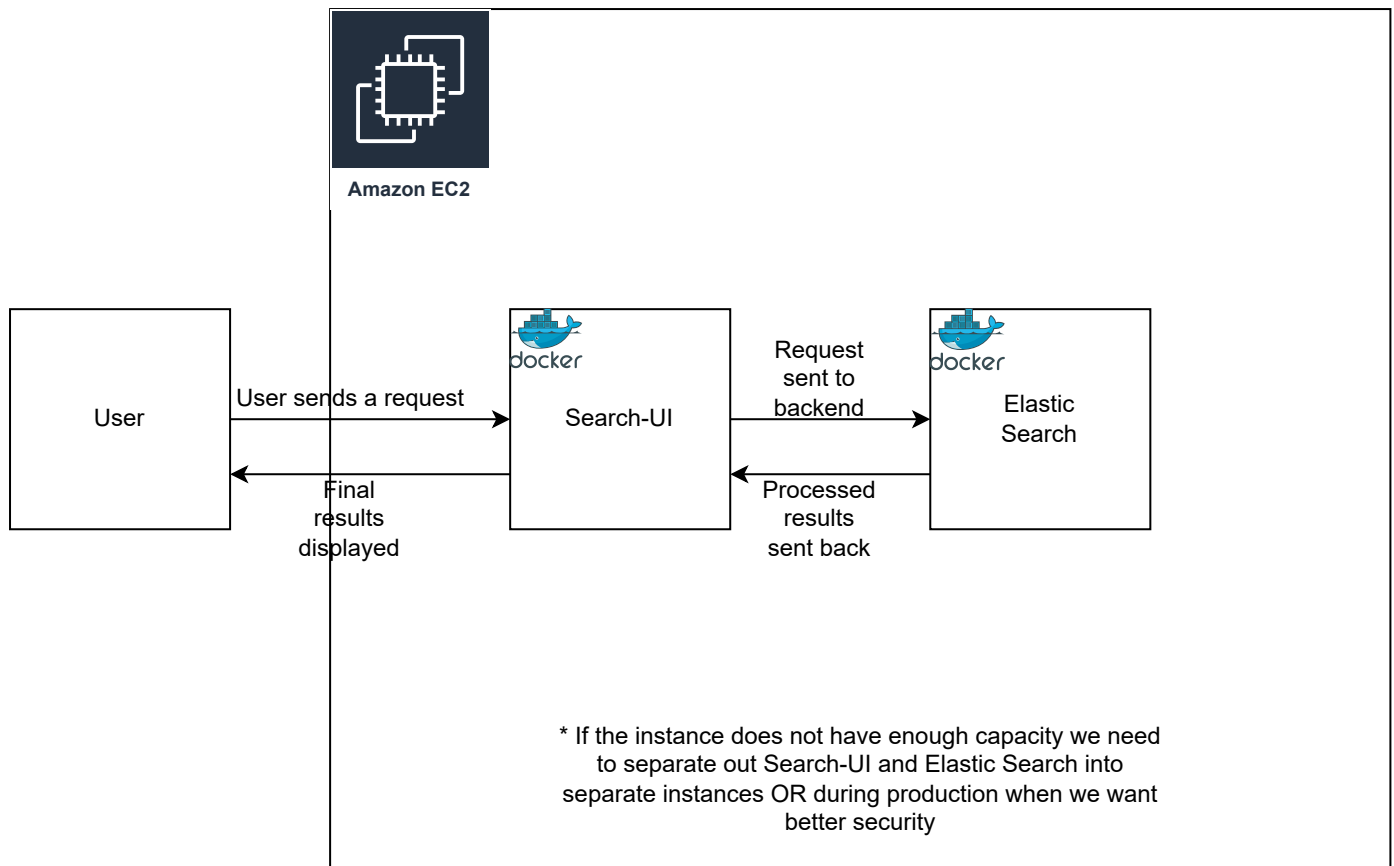 Amazon EC2
User
User sends a request
Final
results
displayed
docker
Search-UI
Request
sent to
backend
Processed
results
sent back
docker
Elastic
Search
* If the instance does not have enough capacity we need
to separate out Search-UI and Elastic Search into
separate instances OR during production when we want
better security